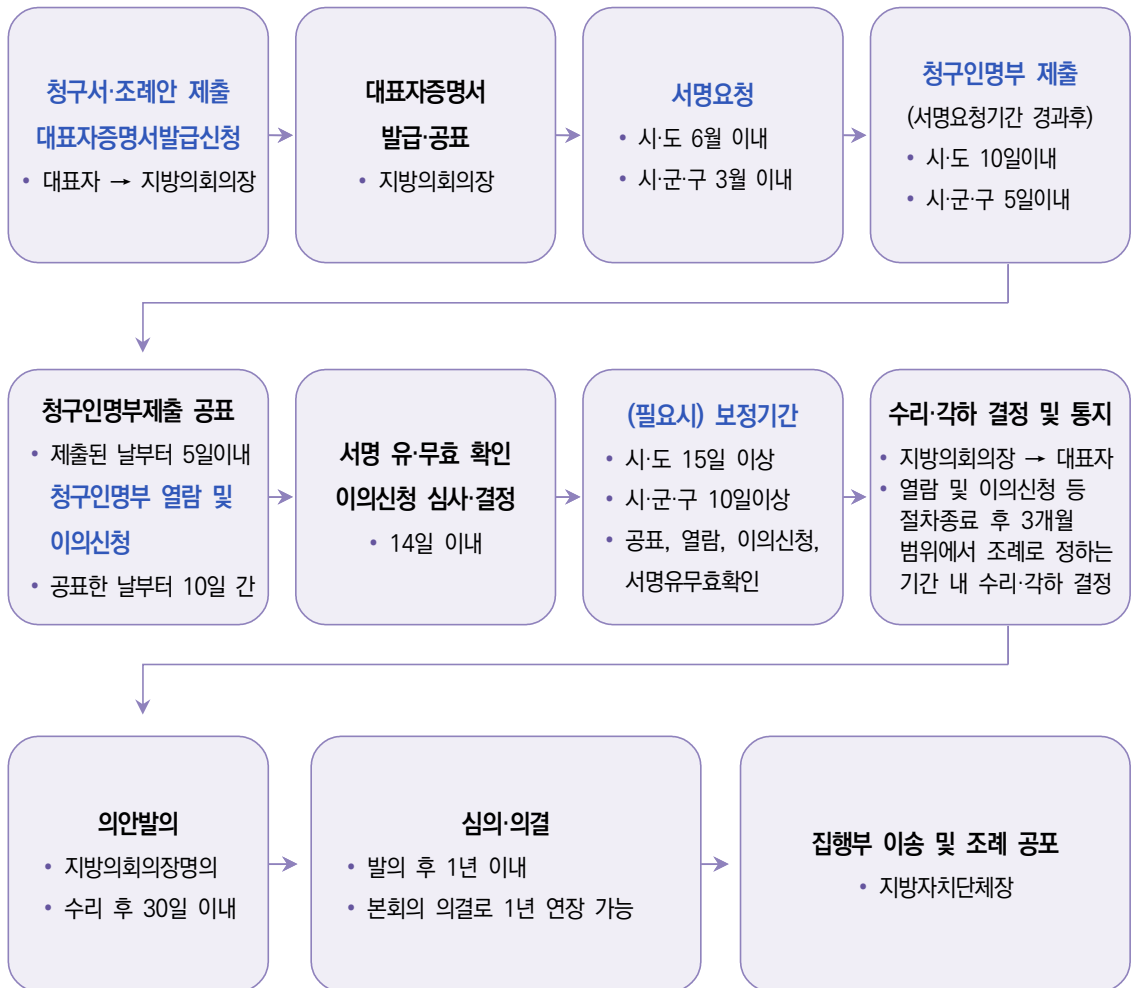 청구서·조례안 제출
대표자증명서발급신청
• 대표자 → 지방의회의장
대표자증명서
발급·공표
• 지방의회의장
서명요청
• 시·도 6월 이내
• 시·군·구 3월 이내
청구인명부 제출
(서명요청기간 경과후)
• 시·도 10일이내
• 시·군·구 5일이내
청구인명부제출 공표
• 제출된 날부터 5일이내
청구인명부 열람 및
이의신청
• 공표한 날부터 10일 간
서명 유·무효 확인
이의신청 심사·결정
• 14일 이내
(필요시) 보정기간
• 시·도 15일 이상
• 시·군·구 10일이상
• 공표, 열람, 이의신청,
서명유무효확인
수리·각하 결정 및 통지
• 지방의회의장 → 대표자
• 열람 및 이의신청 등
절차종료 후 3개월
범위에서 조례로 정하는
기간 내 수리·각하 결정
의안발의
• 지방의회의장명의
• 수리 후 30일 이내
심의·의결
• 발의 후 1년 이내
• 본회의 의결로 1년 연장 가능
집행부 이송 및 조례 공포
• 지방자치단체장